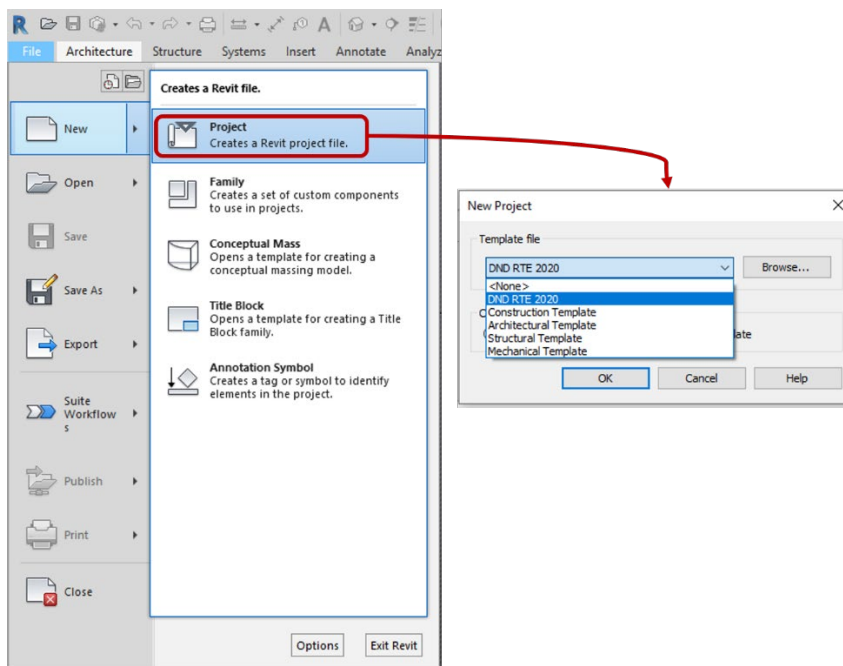 File Architecture Structure Systems Insert Annotate Analyz
Creates a Revit file.
New
Project
Creates a Revit project file.
Open
Family
Creates a set of custom components
to use in projects.
Save
Conceptual Mass
Opens a template for creating a
conceptual massing model.
Save As
Title Block
Opens a template for creating a Title
Block family.
Export
Annotation Symbol
Creates a tag or symbol to identify
elements in the project.
Suite
Workflow
s
Publish
Print
Close
Options Exit Revit
New Project
Template file
DND RTE 2020 Browse...
<None>
DND RTE 2020
Construction Template
Architectural Template
Structural Template
Mechanical Template
OK Cancel Help